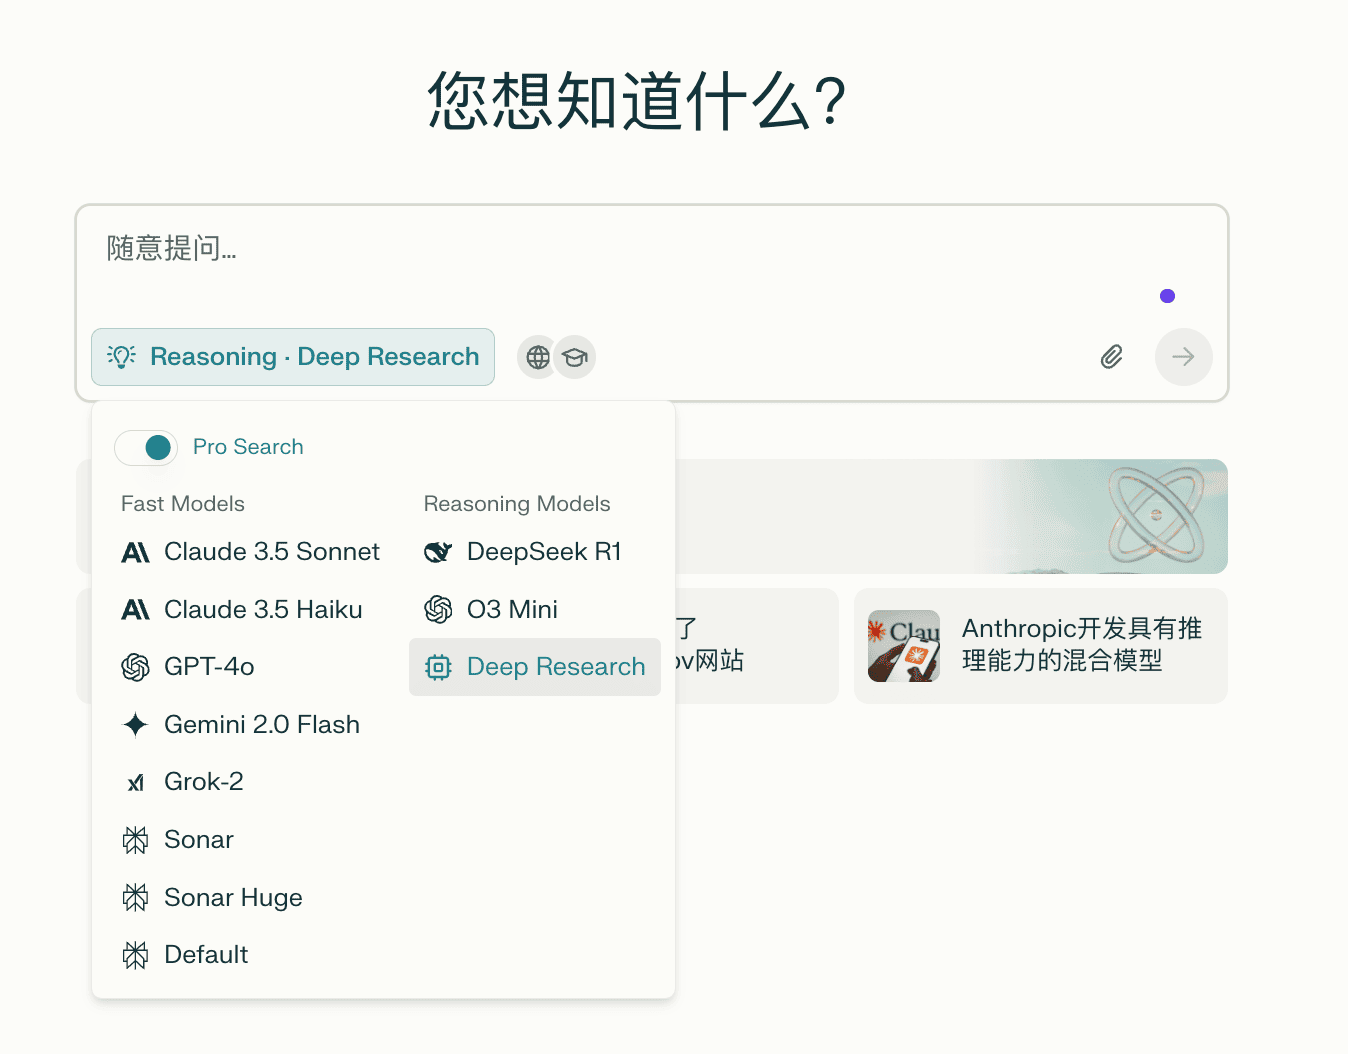 您想知道什么?
随意提问...
Reasoning · Deep Research
Pro Search
Fast Models
Claude 3.5 Sonnet
Claude 3.5 Haiku
GPT-4o
Gemini 2.0 Flash
Grok-2
Sonar
Sonar Huge
Default
Reasoning Models
DeepSeek R1
O3 Mini
Deep Research
了
ov网站
Clau
Anthropic开发具有推
理能力的混合模型